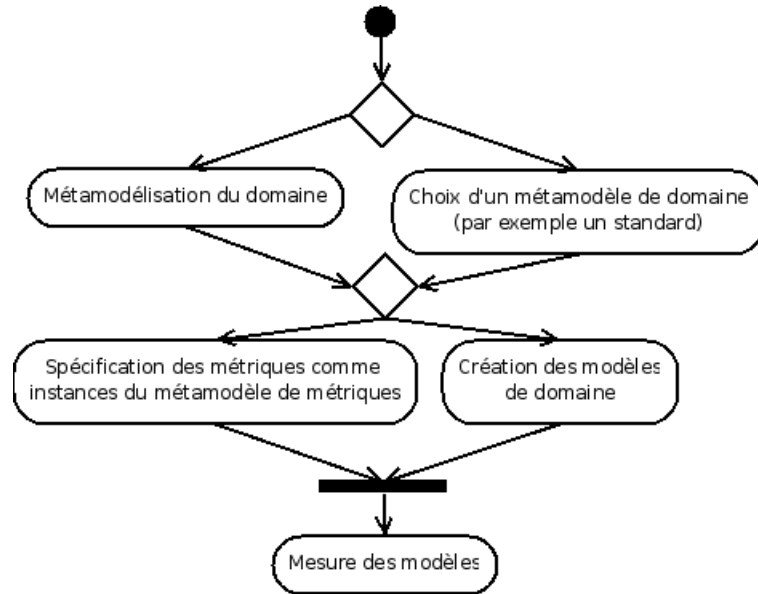 Métamodélisation du domaine
Choix d'un métamodèle de domaine
(par exemple un standard)
Spécification des métriques comme
instances du métamodèle de métriques
Création des modèles
de domaine
Mesure des modèles